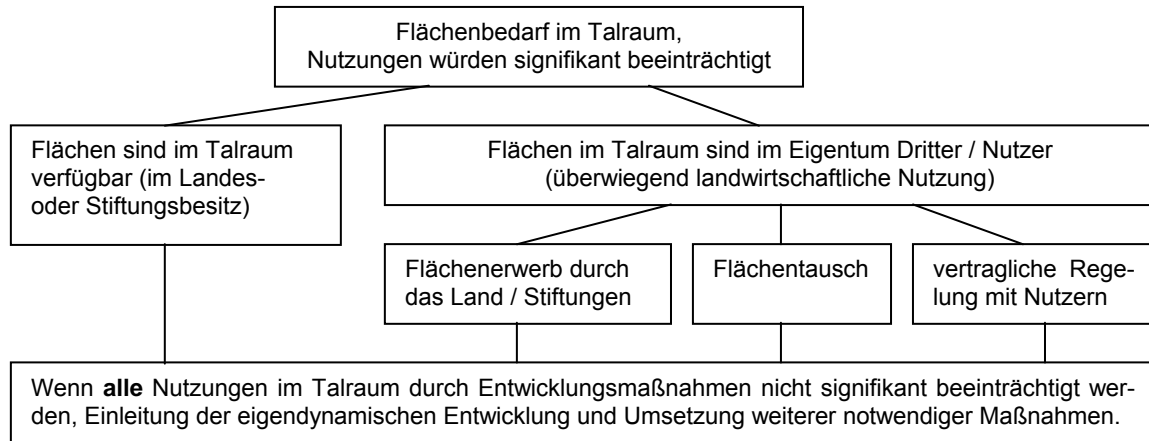 Flächenbedarf im Talraum,
Nutzungen würden signifikant beeinträchtigt
Flächen sind im Talraum
verfügbar (im Landes-
oder Stiftungsbesitz)
Flächen im Talraum sind im Eigentum Dritter / Nutzer
(überwiegend landwirtschaftliche Nutzung)
Flächenerwerb durch
das Land / Stiftungen
Flächentausch
vertragliche Rege-
lung mit Nutzern
Wenn alle Nutzungen im Talraum durch Entwicklungsmaßnahmen nicht signifikant beeinträchtigt wer-
den, Einleitung der eigendynamischen Entwicklung und Umsetzung weiterer notwendiger Maßnahmen.